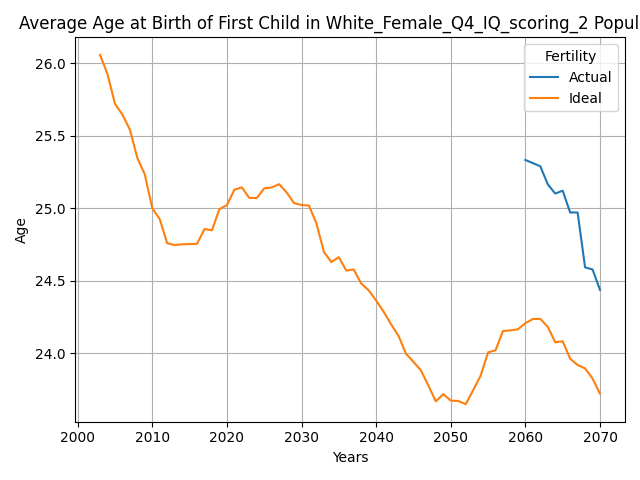 Average Age at Birth of First Child in White_Female_Q4_IQ_scoring_2 Popul
Fertility
Actual
Ideal
26.0
25.5
25.0
24.5
24.0
Age
2000 2010 2020 2030 2040 2050 2060 2070
Years